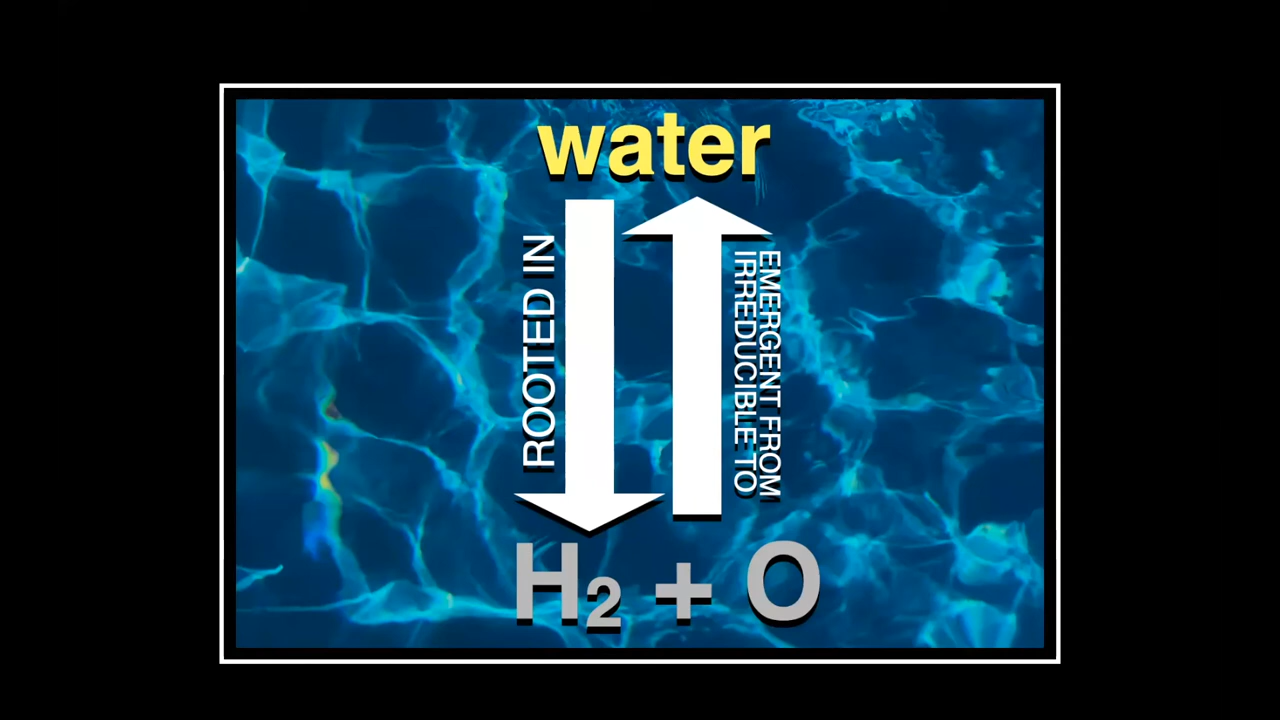 water
ROOTED IN
EMERGENT FROM
IRREDUCIBLE TO
H₂ + O